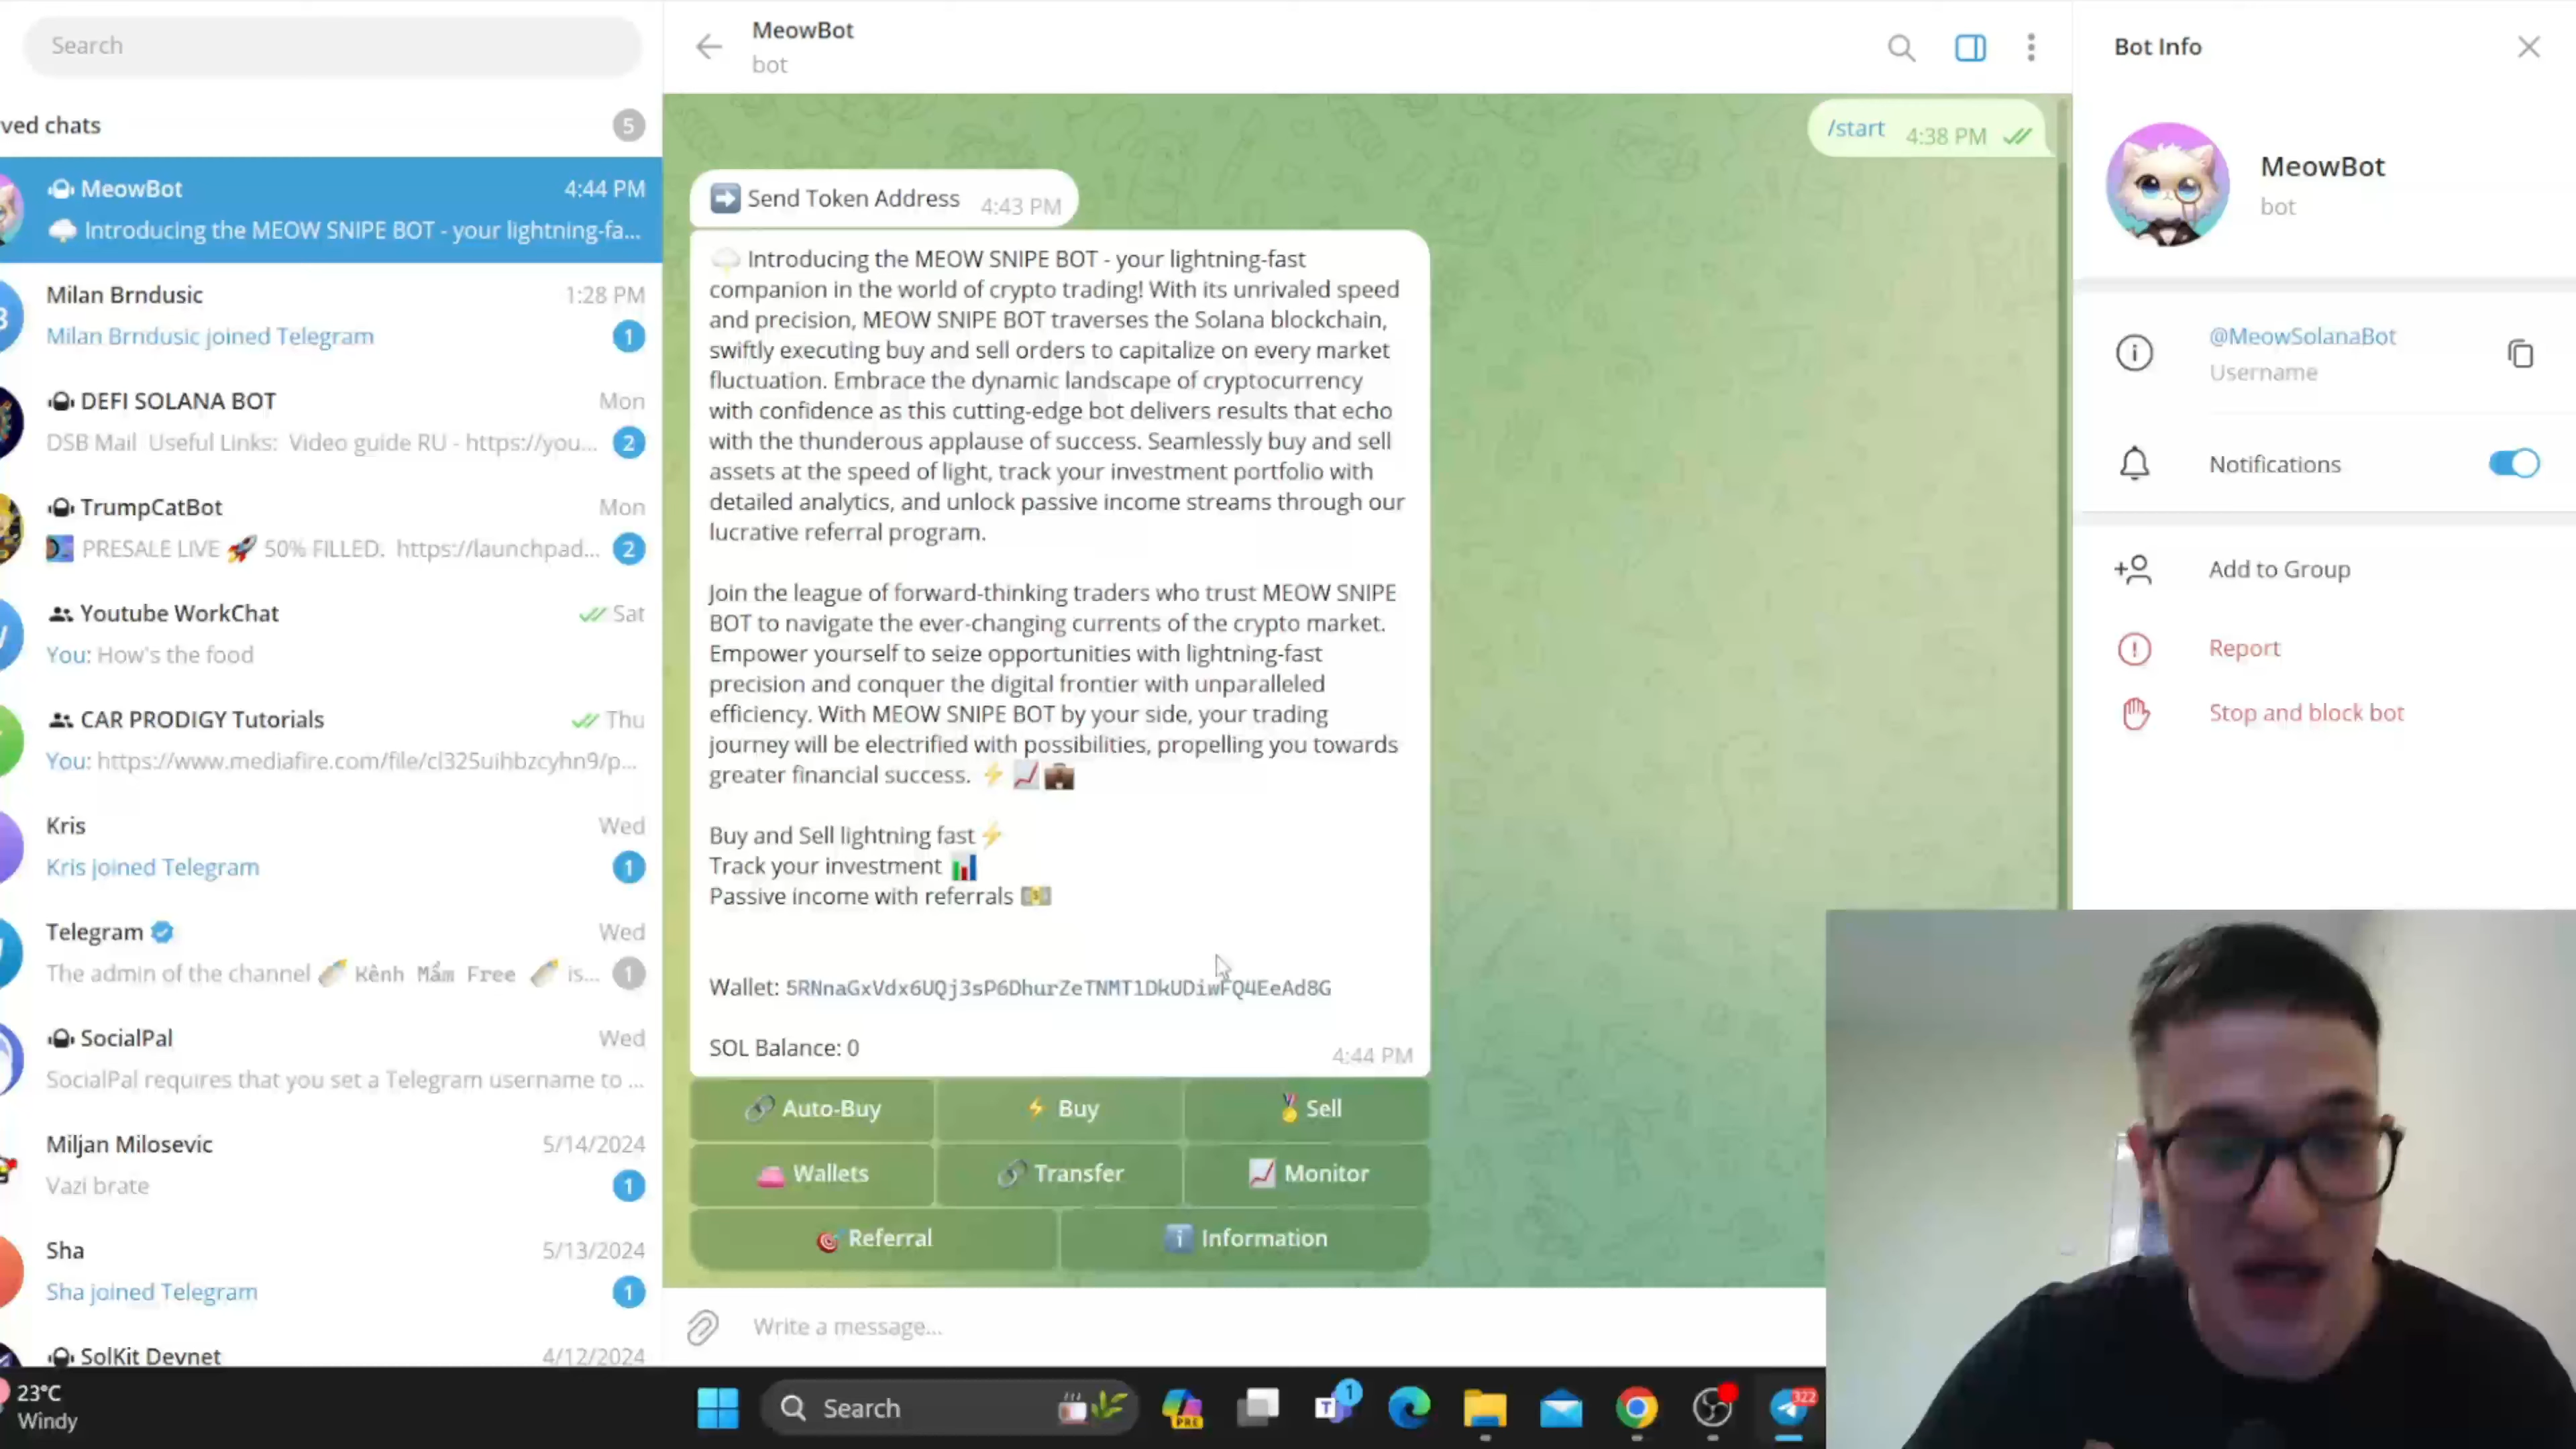 Search
ved chats
5
MeowBot
4:44 PM
Introducing the MEOW SNIPE BOT - your lightning-fa...
Milan Brndusic
1:28 PM
Milan Brndusic joined Telegram
1
DEFI SOLANA BOT
Mon
DSB Mail Useful Links: Video guide RU - https://you...
2
TrumpCatBot
Mon
PRESALE LIVE 🚀 50% FILLED. https://launchpad...
2
Youtube WorkChat
Sat
You: How's the food
CAR PRODIGY Tutorials
Thu
You: https://www.mediafire.com/file/cl325uihbzcyhn9/p...
Kris
Wed
Kris joined Telegram
1
Telegram
Wed
The admin of the channel 🍼 Kênh Mầm Free 🍼 is...
1
SocialPal
Wed
SocialPal requires that you set a Telegram username to ...
Miljan Milosevic
5/14/2024
Vazi brate
1
Sha
5/13/2024
Sha joined Telegram
1
SolKit Devnet
4/12/2024
MeowBot
bot
/start 4:38 PM
➡️ Send Token Address 4:43 PM
🌩️ Introducing the MEOW SNIPE BOT - your lightning-fast
companion in the world of crypto trading! With its unrivaled speed
and precision, MEOW SNIPE BOT traverses the Solana blockchain,
swiftly executing buy and sell orders to capitalize on every market
fluctuation. Embrace the dynamic landscape of cryptocurrency
with confidence as this cutting-edge bot delivers results that echo
with the thunderous applause of success. Seamlessly buy and sell
assets at the speed of light, track your investment portfolio with
detailed analytics, and unlock passive income streams through our
lucrative referral program.
Join the league of forward-thinking traders who trust MEOW SNIPE
BOT to navigate the ever-changing currents of the crypto market.
Empower yourself to seize opportunities with lightning-fast
precision and conquer the digital frontier with unparalleled
efficiency. With MEOW SNIPE BOT by your side, your trading
journey will be electrified with possibilities, propelling you towards
greater financial success. ⚡📈💼
Buy and Sell lightning fast⚡
Track your investment 📊
Passive income with referrals 💵
Wallet: 5RNnaGxVdx6UQj3sP6DhurZeTNMT1DkUDiwFQ4EeAd8G
SOL Balance: 0
4:44 PM
Auto-Buy
Buy
Sell
Wallets
Transfer
Monitor
Referral
Information
Write a message...
Bot Info
MeowBot
bot
@MeowSolanaBot
Username
Notifications
Add to Group
Report
Stop and block bot
23°C
Windy
Search
PRE
1
322